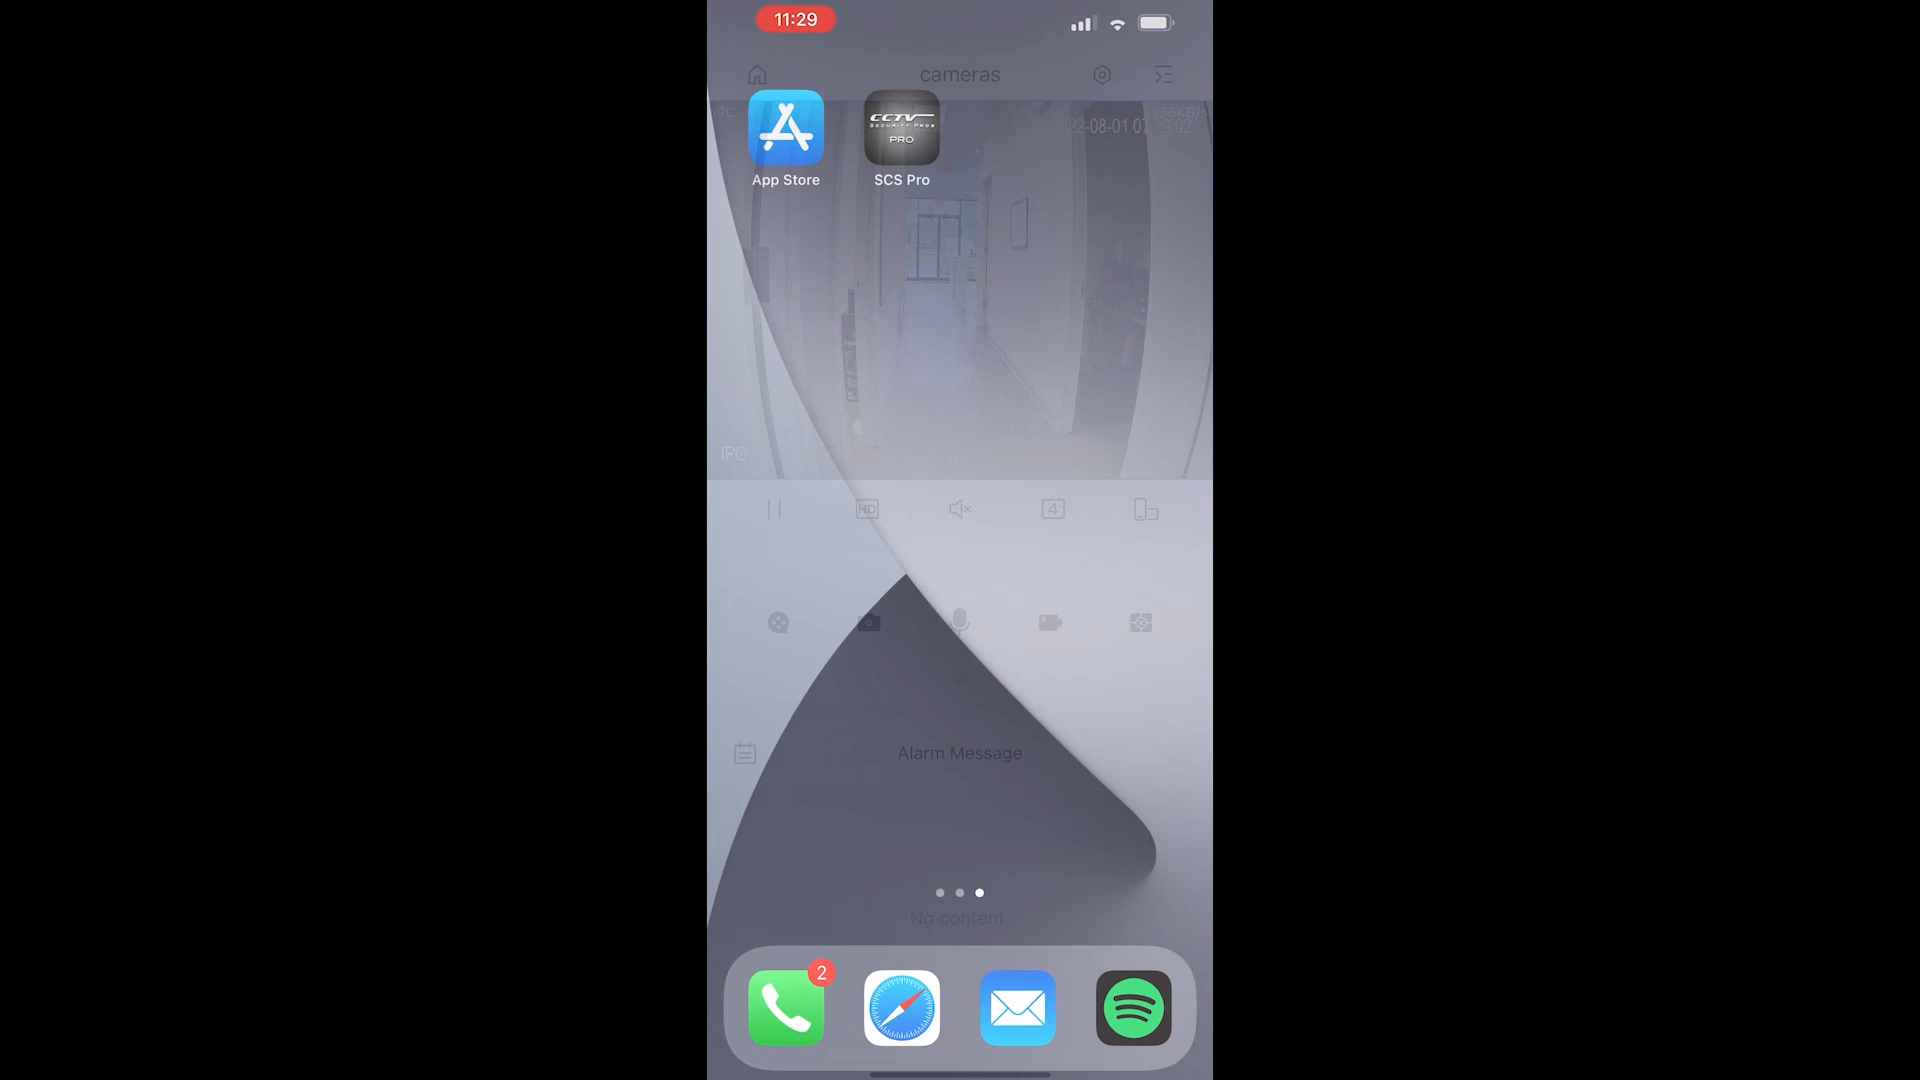 11:29
cameras
IPC
CCTV
SECURITY PROS
PRO
App Store
SCS Pro
IPC
HD
4
Alarm Message
No content.
2